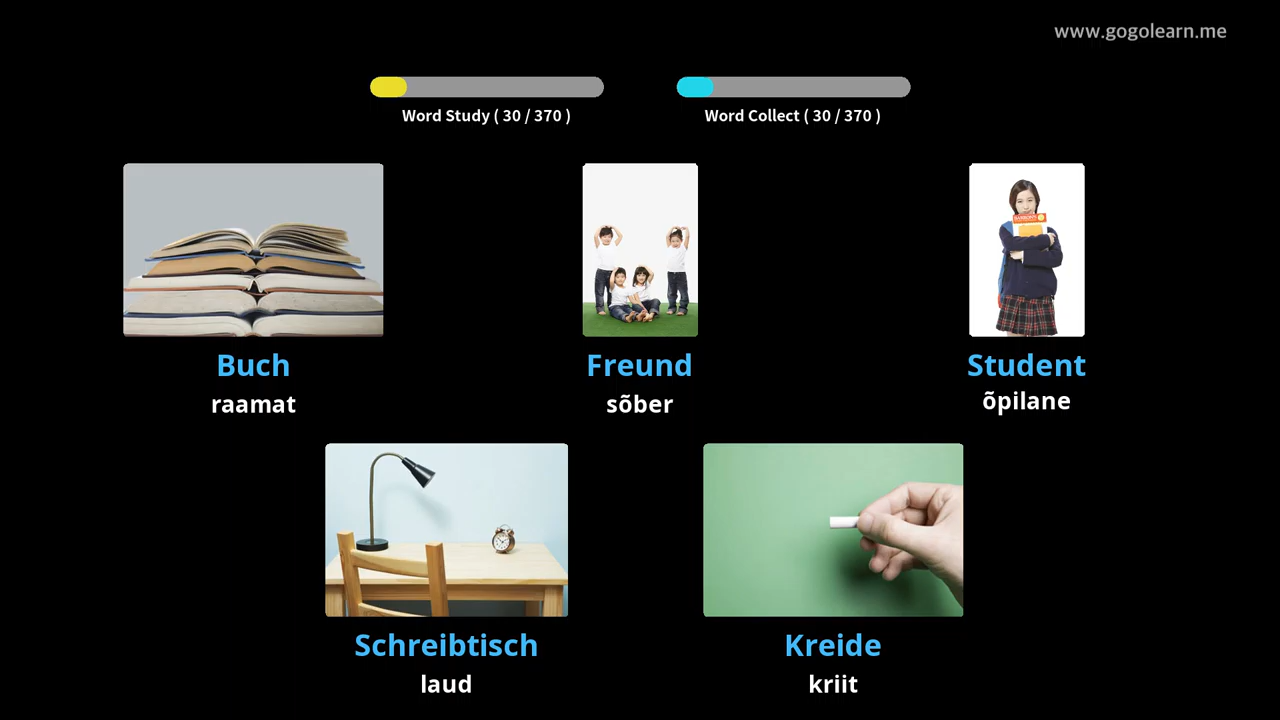 www.gogolearn.me
Word Study ( 30 / 370 )
Word Collect ( 30 / 370 )
Buch
raamat
Freund
sõber
Student
õpilane
Schreibtisch
laud
Kreide
kriit